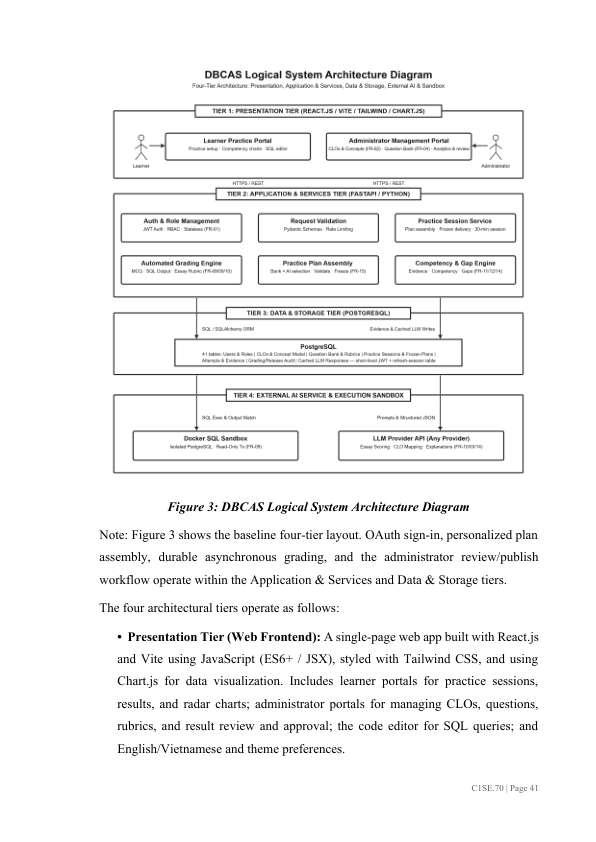 DBCAS Logical System Architecture Diagram
Four-Tier Architecture: Presentation, Application & Services, Data & Storage, External AI & Sandbox
TIER 1: PRESENTATION TIER (REACT.JS / VITE / TAILWIND / CHART.JS)
Learner Practice Portal
Practice setup · Competency charts · SQL editor
Administrator Management Portal
CLOs & Concepts (FR-02) · Question Bank (FR-04) · Analytics & review
Learner
Administrator
HTTPS / REST
HTTPS / REST
TIER 2: APPLICATION & SERVICES TIER (FASTAPI / PYTHON)
Auth & Role Management
JWT Auth · RBAC · Stateless (FR-01)
Request Validation
Pydantic Schemas · Rate Limiting
Practice Session Service
Plan assembly · Frozen delivery · 30-min session
Automated Grading Engine
MCQ · SQL Output · Essay Rubric (FR-08/09/10)
Practice Plan Assembly
Bank + AI selection · Validate · Freeze (FR-15)
Competency & Gap Engine
Evidence · Competency · Gaps (FR-11/12/14)
TIER 3: DATA & STORAGE TIER (POSTGRESQL)
SQL / SQLAlchemy ORM
Evidence & Cached LLM Writes
PostgreSQL
41 tables: Users & Roles | CLOs & Concept Model | Question Bank & Rubrics | Practice Sessions & Frozen Plans |
Attempts & Evidence | Grading/Release Audit | Cached LLM Responses — short-lived JWT + refresh-session table
TIER 4: EXTERNAL AI SERVICE & EXECUTION SANDBOX
SQL Exec & Output Match
Prompts & Structured JSON
Docker SQL Sandbox
Isolated PostgreSQL · Read-Only Tx (FR-09)
LLM Provider API (Any Provider)
Essay Scoring · CLO Mapping · Explanations (FR-10/03/14)
Figure 3: DBCAS Logical System Architecture Diagram
Note: Figure 3 shows the baseline four-tier layout. OAuth sign-in, personalized plan
assembly, durable asynchronous grading, and the administrator review/publish
workflow operate within the Application & Services and Data & Storage tiers.
The four architectural tiers operate as follows:
• Presentation Tier (Web Frontend): A single-page web app built with React.js
and Vite using JavaScript (ES6+ / JSX), styled with Tailwind CSS, and using
Chart.js for data visualization. Includes learner portals for practice sessions,
results, and radar charts; administrator portals for managing CLOs, questions,
rubrics, and result review and approval; the code editor for SQL queries; and
English/Vietnamese and theme preferences.
C1SE.70 | Page 41